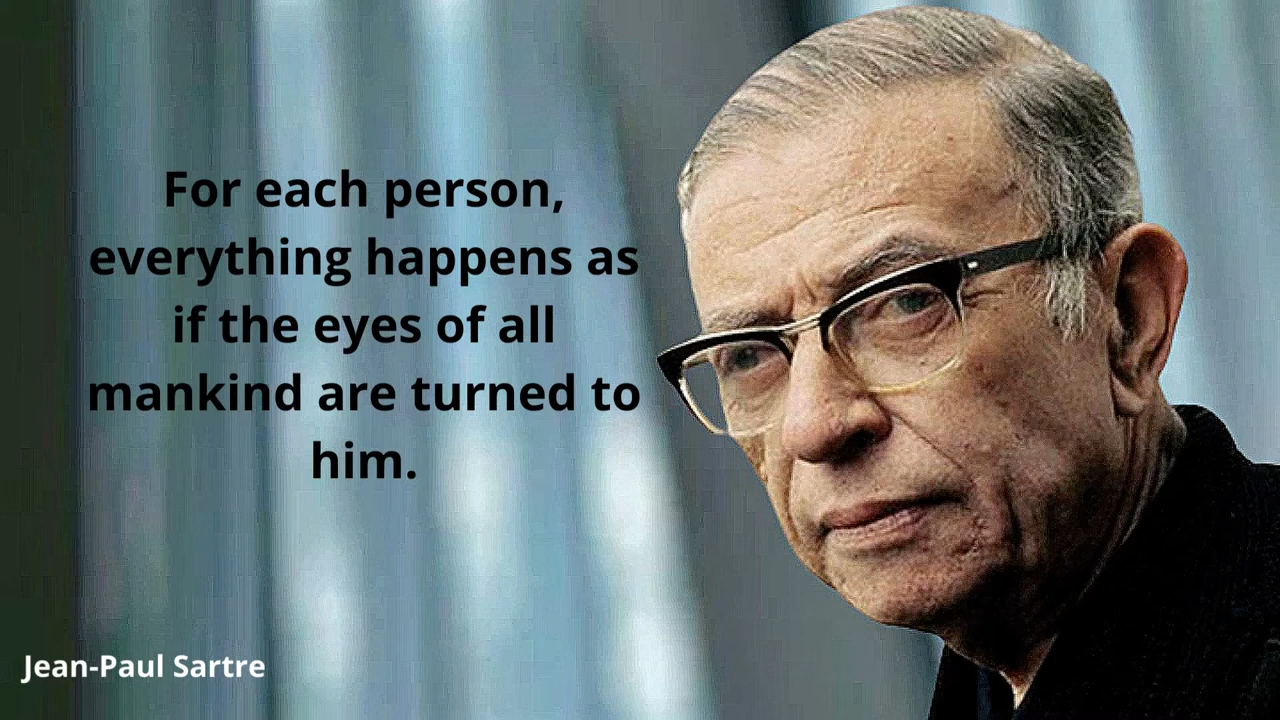 For each person,
everything happens as
if the eyes of all
mankind are turned to
him.
Jean-Paul Sartre